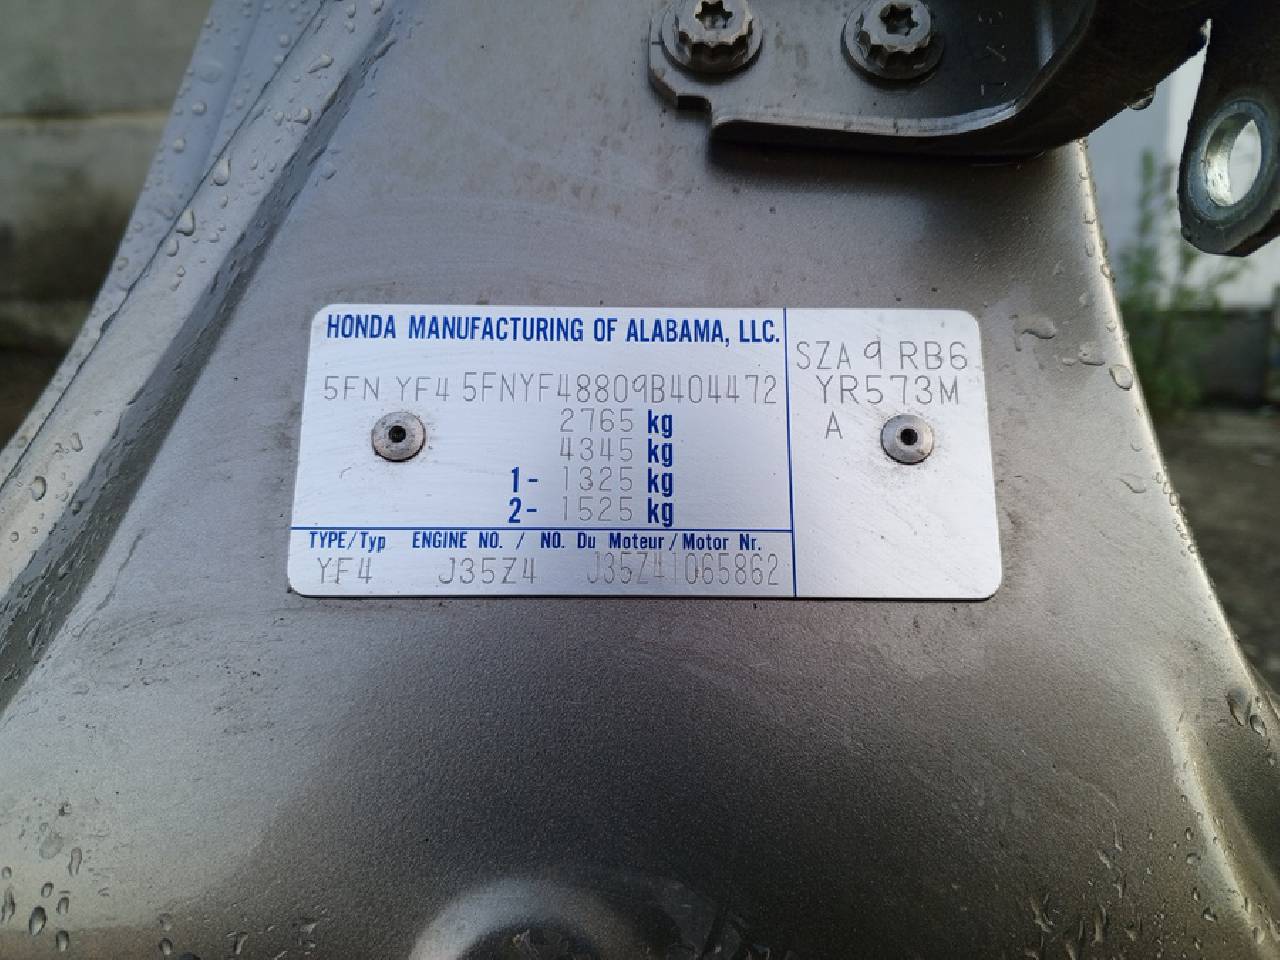 HONDA MANUFACTURING OF ALABAMA, LLC.
5FN YF4 5FNYF48809B404472
2765 kg
4345 kg
1- 1325 kg
2- 1525 kg
TYPE/Typ ENGINE NO. / NO. Du Moteur/Motor Nr.
YF4 J35Z4 J35Z41065862
SZA 9 RB6
YR573M
A